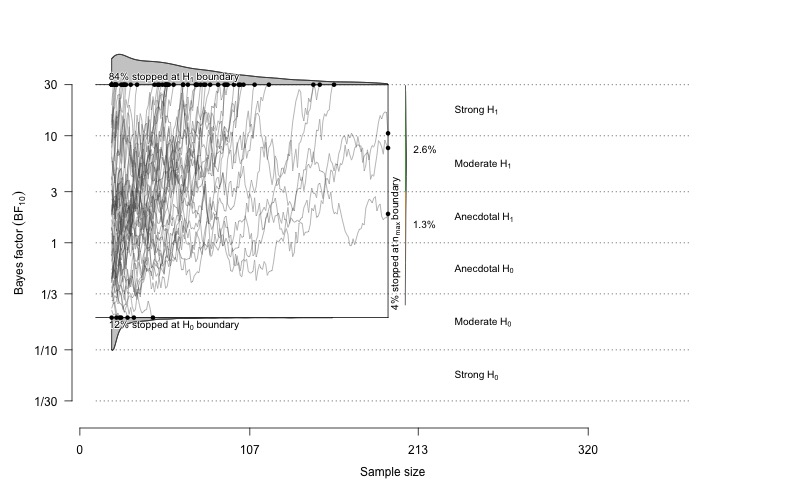 84% stopped at H₁ boundary
30
Strong H₁
10
2.6%
Moderate H₁
3
Anecdotal H₁
1.3%
1
Anecdotal H₀
1/3
Moderate H₀
12% stopped at H₀ boundary
1/10
Strong H₀
1/30
4% stopped at nmax boundary
Bayes factor (BF₁₀)
0
107
213
320
Sample size